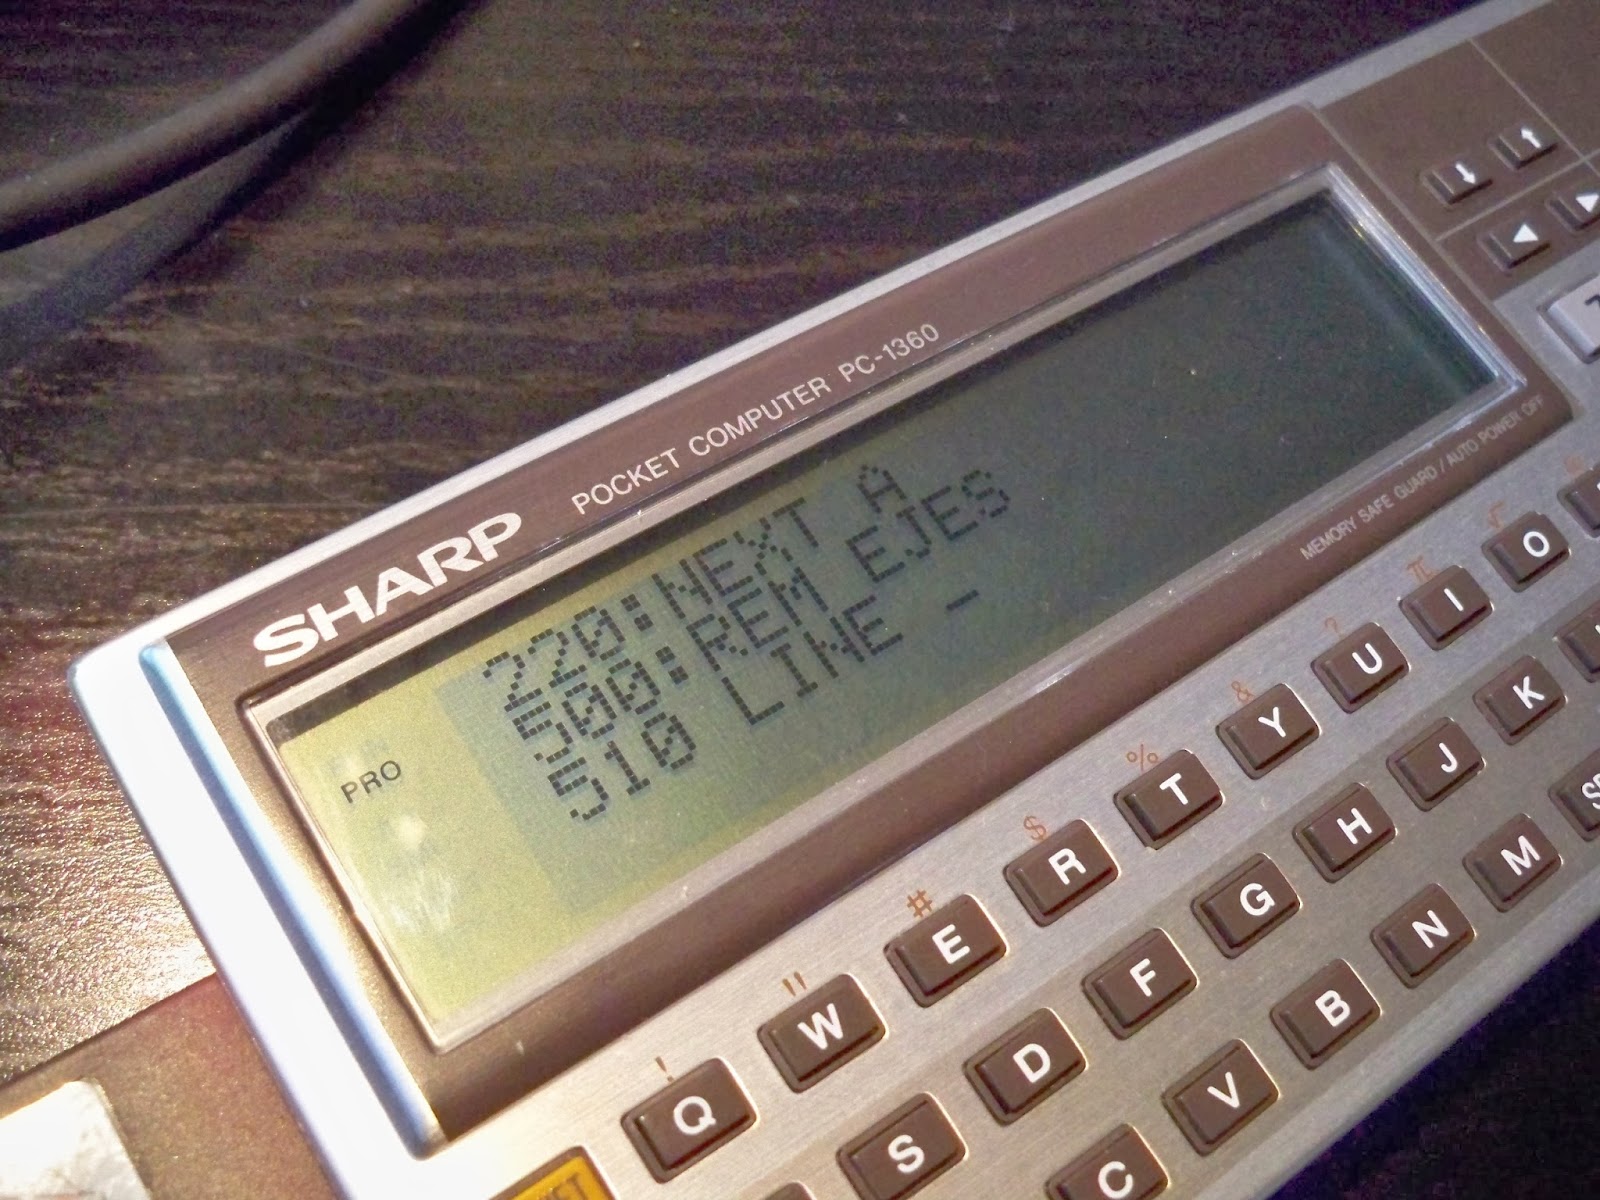 SHARP
POCKET COMPUTER PC-1360
PRO
220:NEXT A
500:REM EJES
510 LINE -
MEMORY SAFE GUARD / AUTO POWER OFF
↓ ↑
◀ ▶
! " # $ % & ? π √
Q W E R T Y U I O
S D F G H J K
C V B N M